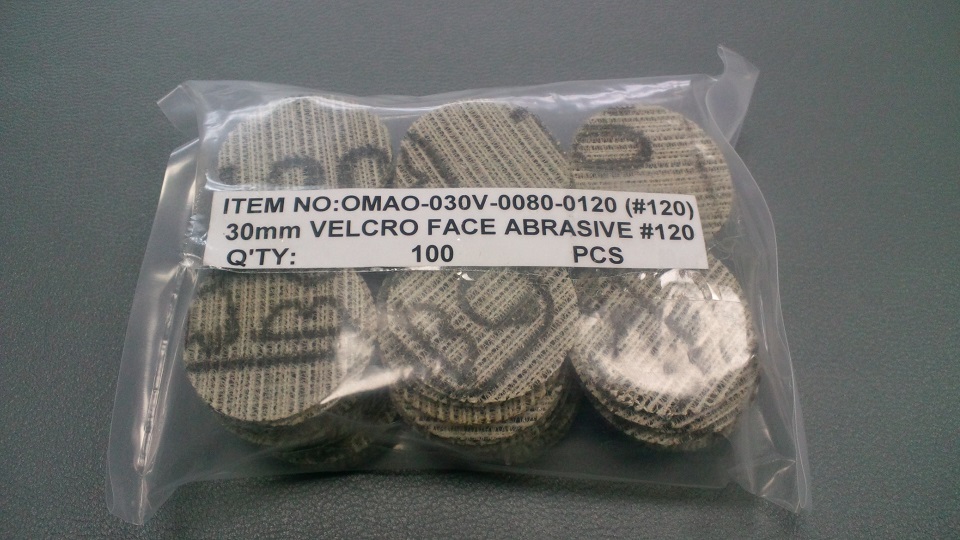 ITEM NO:OMAO-030V-0080-0120 (#120)
30mm VELCRO FACE ABRASIVE #120
Q'TY: 100 PCS